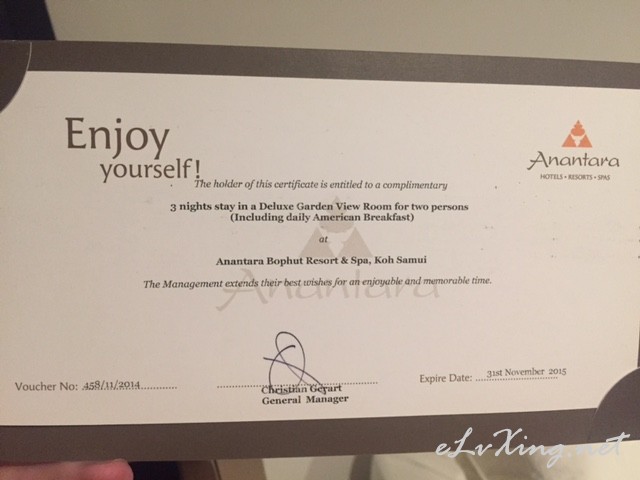 Enjoy
yourself!
Anantara
HOTELS • RESORTS • SPAS
The holder of this certificate is entitled to a complimentary
3 nights stay in a Deluxe Garden View Room for two persons
(Including daily American Breakfast)
at
Anantara Bophut Resort & Spa, Koh Samui
The Management extends their best wishes for an enjoyable and memorable time.
Anantara
Voucher No: 458/11/2014
Christian Gerart
General Manager
Expire Date: 31st November 2015
eLvXing.net